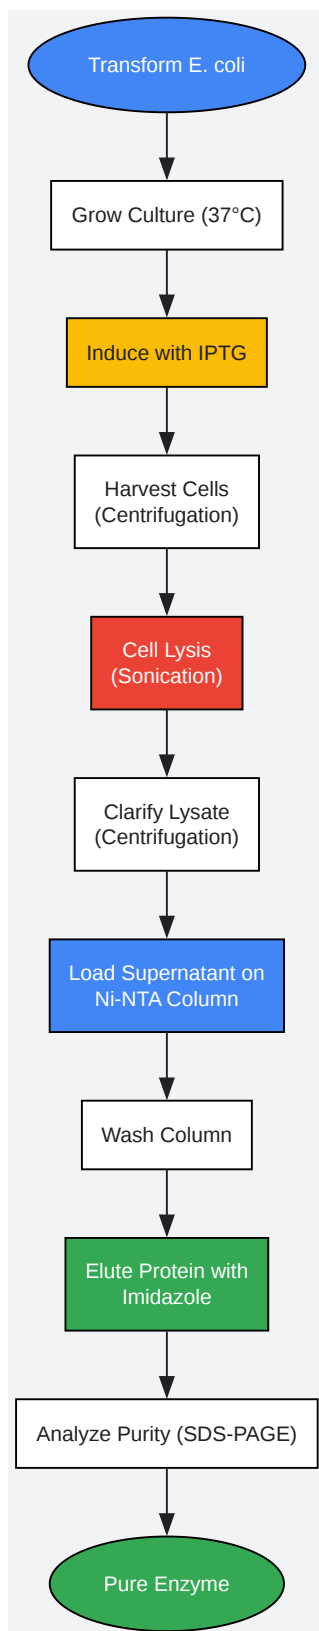 Transform E. coli
Grow Culture (37°C)
Induce with IPTG
Harvest Cells
(Centrifugation)
Cell Lysis
(Sonication)
Clarify Lysate
(Centrifugation)
Load Supernatant on
Ni-NTA Column
Wash Column
Elute Protein with
Imidazole
Analyze Purity (SDS-PAGE)
Pure Enzyme